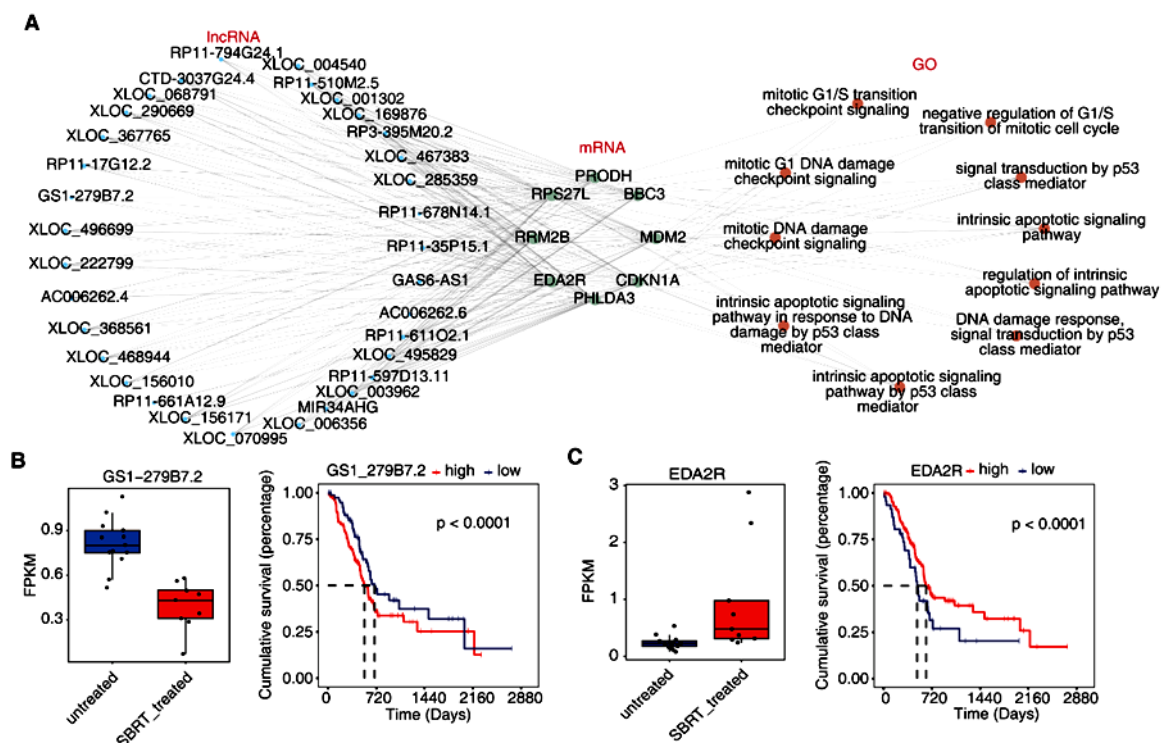 A
lncRNA
RP11-794G24.1
XLOC_004540
CTD-3037G24.4
RP11-510M2.5
XLOC_068791
XLOC_001302
XLOC_290669
XLOC_169876
XLOC_367765
RP3-395M20.2
XLOC_467383
RP11-17G12.2
XLOC_285359
GS1-279B7.2
RP11-678N14.1
XLOC_496699
RP11-35P15.1
XLOC_222799
GAS6-AS1
AC006262.4
AC006262.6
XLOC_368561
RP11-611O2.1
XLOC_468944
XLOC_495829
XLOC_156010
RP11-597D13.11
RP11-661A12.9
XLOC_003962
XLOC_156171
MIR34AHG
XLOC_070995
XLOC_006356
mRNA
PRODH
RPS27L
BBC3
RRM2B
MDM2
EDA2R
CDKN1A
PHLDA3
GO
mitotic G1/S transition
checkpoint signaling
negative regulation of G1/S
transition of mitotic cell cycle
mitotic G1 DNA damage
checkpoint signaling
signal transduction by p53
class mediator
mitotic DNA damage
checkpoint signaling
intrinsic apoptotic signaling
pathway
regulation of intrinsic
apoptotic signaling pathway
intrinsic apoptotic signaling
pathway in response to DNA
damage by p53 class
mediator
DNA damage response,
signal transduction by p53
class mediator
intrinsic apoptotic signaling
pathway by p53 class
mediator
B
GS1-279B7.2
FPKM
0.9
0.6
0.3
untreated
SBRT_treated
GS1_279B7.2 high low
Cumulative survival (percentage)
1.00
0.75
0.50
0.25
0.00
p < 0.0001
0 720 1440 2160 2880
Time (Days)
C
EDA2R
FPKM
3
2
1
0
untreated
SBRT_treated
EDA2R high low
Cumulative survival (percentage)
1.00
0.75
0.50
0.25
0.00
p < 0.0001
0 720 1440 2160 2880
Time (Days)